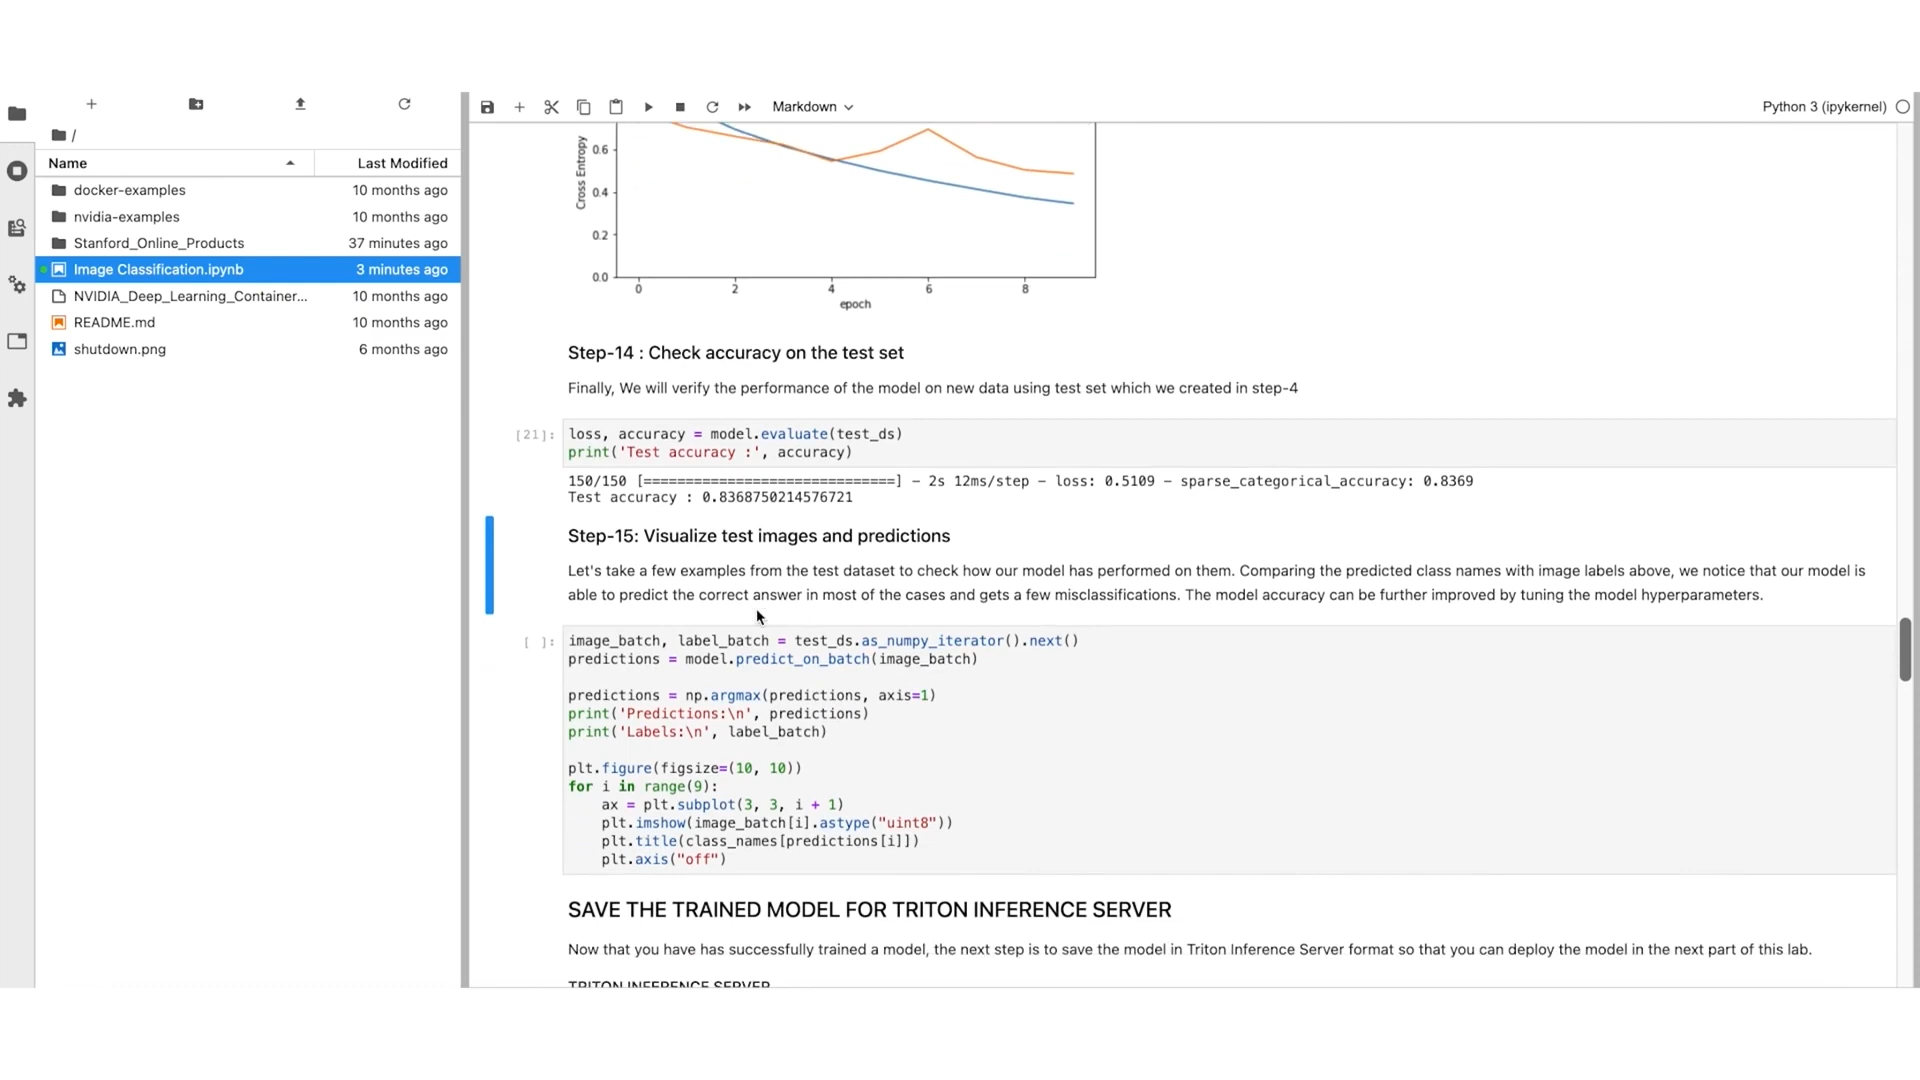 Markdown
Python 3 (ipykernel)
/
Name Last Modified
docker-examples 10 months ago
nvidia-examples 10 months ago
Stanford_Online_Products 37 minutes ago
Image Classification.ipynb 3 minutes ago
NVIDIA_Deep_Learning_Container... 10 months ago
README.md 10 months ago
shutdown.png 6 months ago
Cross Entropy
0.6
0.4
0.2
0.0
0 2 4 6 8
epoch
Step-14 : Check accuracy on the test set
Finally, We will verify the performance of the model on new data using test set which we created in step-4
[21]: loss, accuracy = model.evaluate(test_ds)
print('Test accuracy :', accuracy)
150/150 [==============================] - 2s 12ms/step - loss: 0.5109 - sparse_categorical_accuracy: 0.8369
Test accuracy : 0.8368750214576721
Step-15: Visualize test images and predictions
Let's take a few examples from the test dataset to check how our model has performed on them. Comparing the predicted class names with image labels above, we notice that our model is
able to predict the correct answer in most of the cases and gets a few misclassifications. The model accuracy can be further improved by tuning the model hyperparameters.
[ ]: image_batch, label_batch = test_ds.as_numpy_iterator().next()
predictions = model.predict_on_batch(image_batch)
predictions = np.argmax(predictions, axis=1)
print('Predictions:\n', predictions)
print('Labels:\n', label_batch)
plt.figure(figsize=(10, 10))
for i in range(9):
    ax = plt.subplot(3, 3, i + 1)
    plt.imshow(image_batch[i].astype("uint8"))
    plt.title(class_names[predictions[i]])
    plt.axis("off")
SAVE THE TRAINED MODEL FOR TRITON INFERENCE SERVER
Now that you have has successfully trained a model, the next step is to save the model in Triton Inference Server format so that you can deploy the model in the next part of this lab.
TRITON INFERENCE SERVER